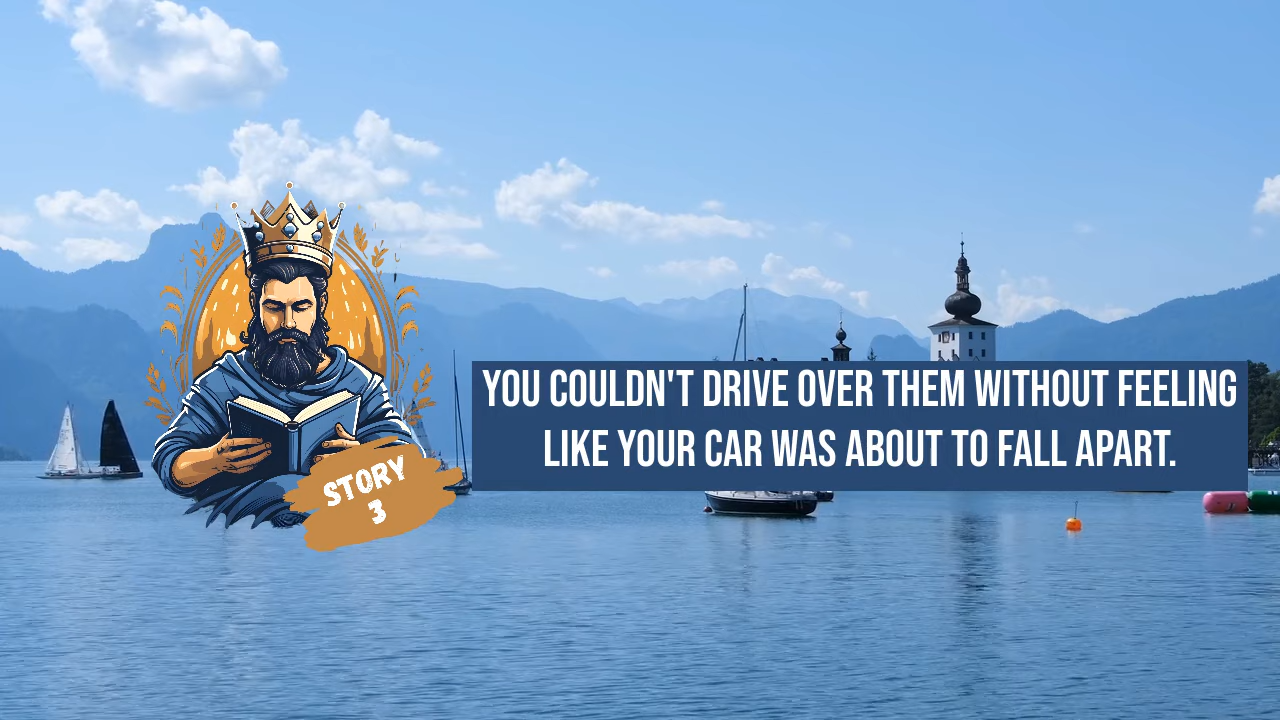 YOU COULDN'T DRIVE OVER THEM WITHOUT FEELING
LIKE YOUR CAR WAS ABOUT TO FALL APART.
STORY
3